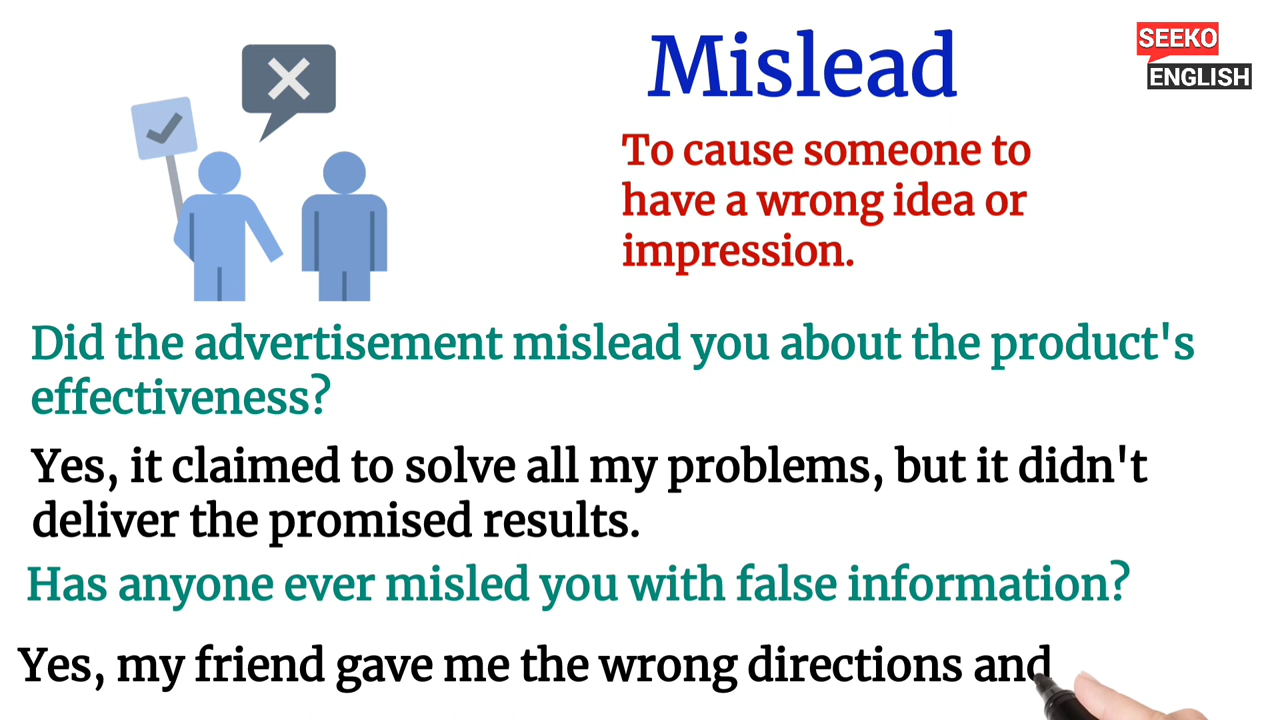 Mislead
SEEKO
ENGLISH
To cause someone to
have a wrong idea or
impression.
Did the advertisement mislead you about the product's
effectiveness?
Yes, it claimed to solve all my problems, but it didn't
deliver the promised results.
Has anyone ever misled you with false information?
Yes, my friend gave me the wrong directions and